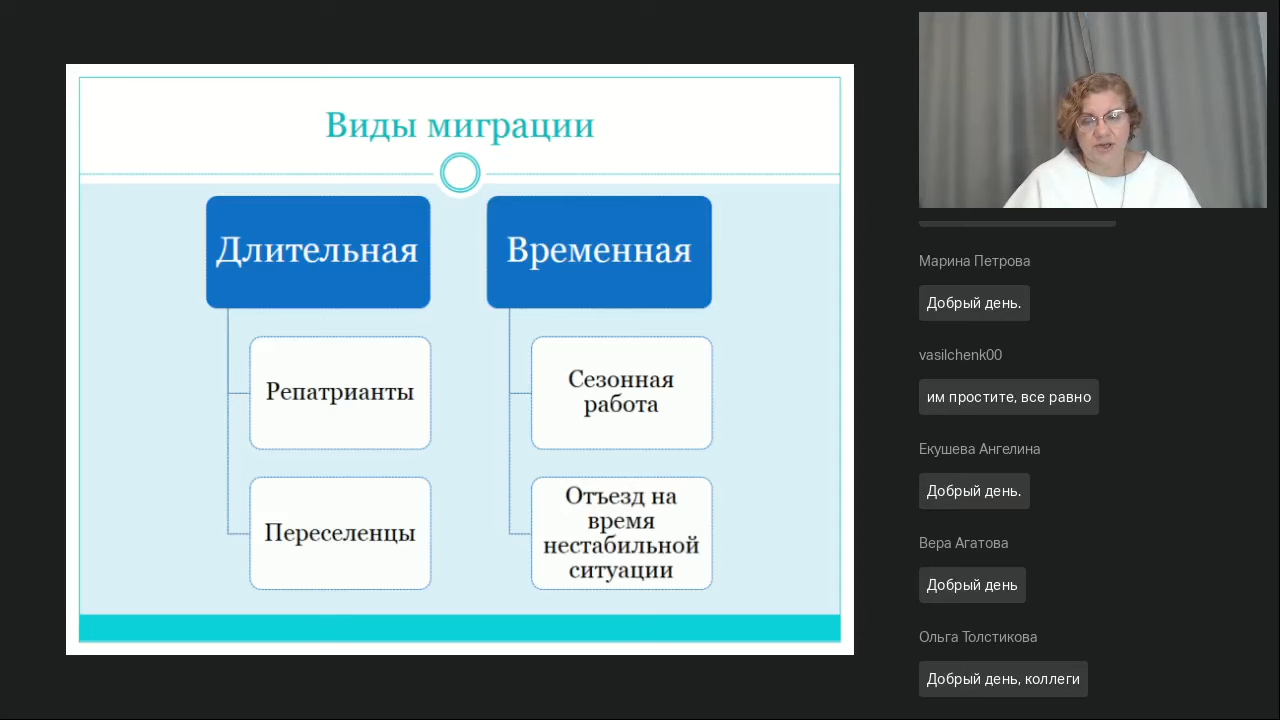 Виды миграции
Длительная
Репатрианты
Переселенцы
Временная
Сезонная
работа
Отъезд на
время
нестабильной
ситуации
Марина Петрова
Добрый день.
vasilchenk00
им простите, все равно
Екушева Ангелина
Добрый день.
Вера Агатова
Добрый день
Ольга Толстикова
Добрый день, коллеги